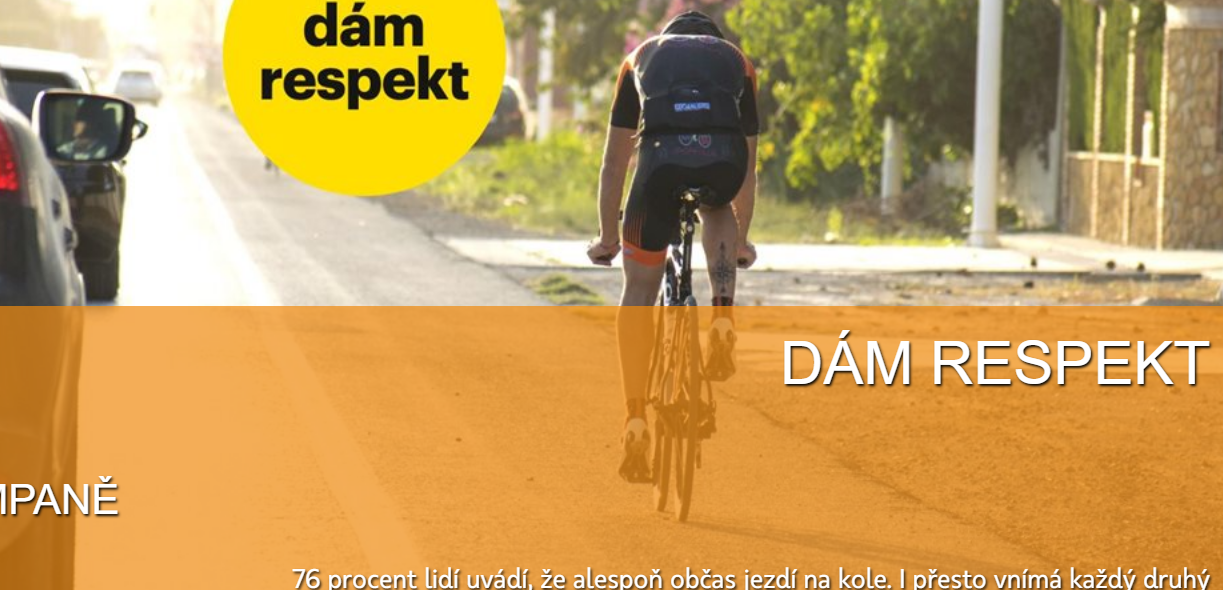 dám
respekt
DÁM RESPEKT
MPANĚ
76 procent lidí uvádí, že alespoň občas jezdí na kole. I přesto vnímá každý druhý